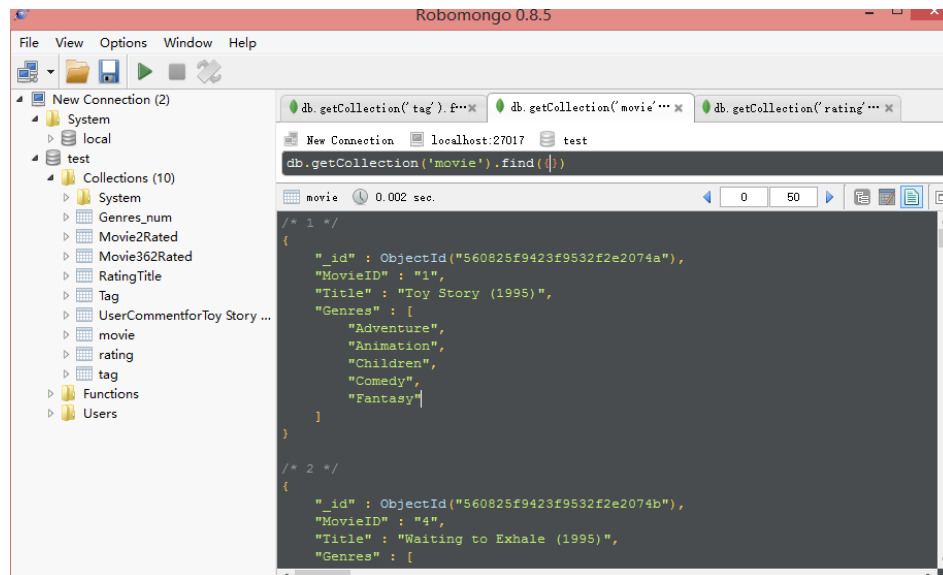 Robomongo 0.8.5
File View Options Window Help
New Connection (2)
System
local
test
Collections (10)
System
Genres_num
Movie2Rated
Movie362Rated
RatingTitle
Tag
UserCommentforToy Story ...
movie
rating
tag
Functions
Users
db.getCollection('tag').f⋯ db.getCollection('movie'⋯ db.getCollection('rating'⋯
New Connection localhost:27017 test
db.getCollection('movie').find({})
movie 0.002 sec. 0 50
/* 1 */
{
"_id" : ObjectId("560825f9423f9532f2e2074a"),
"MovieID" : "1",
"Title" : "Toy Story (1995)",
"Genres" : [
"Adventure",
"Animation",
"Children",
"Comedy",
"Fantasy"
]
}
/* 2 */
{
"_id" : ObjectId("560825f9423f9532f2e2074b"),
"MovieID" : "4",
"Title" : "Waiting to Exhale (1995)",
"Genres" : [